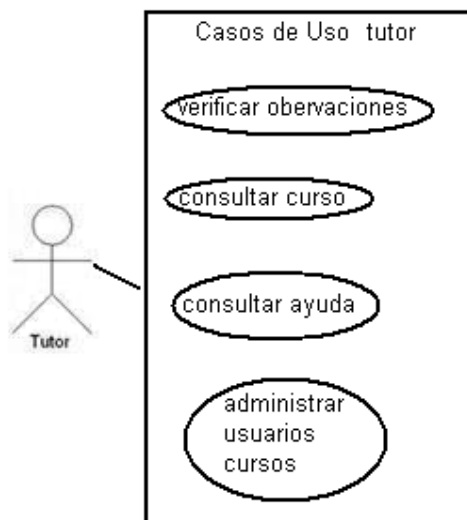 Casos de Uso tutor
verificar obervaciones
consultar curso
consultar ayuda
Tutor
administrar
usuarios
cursos